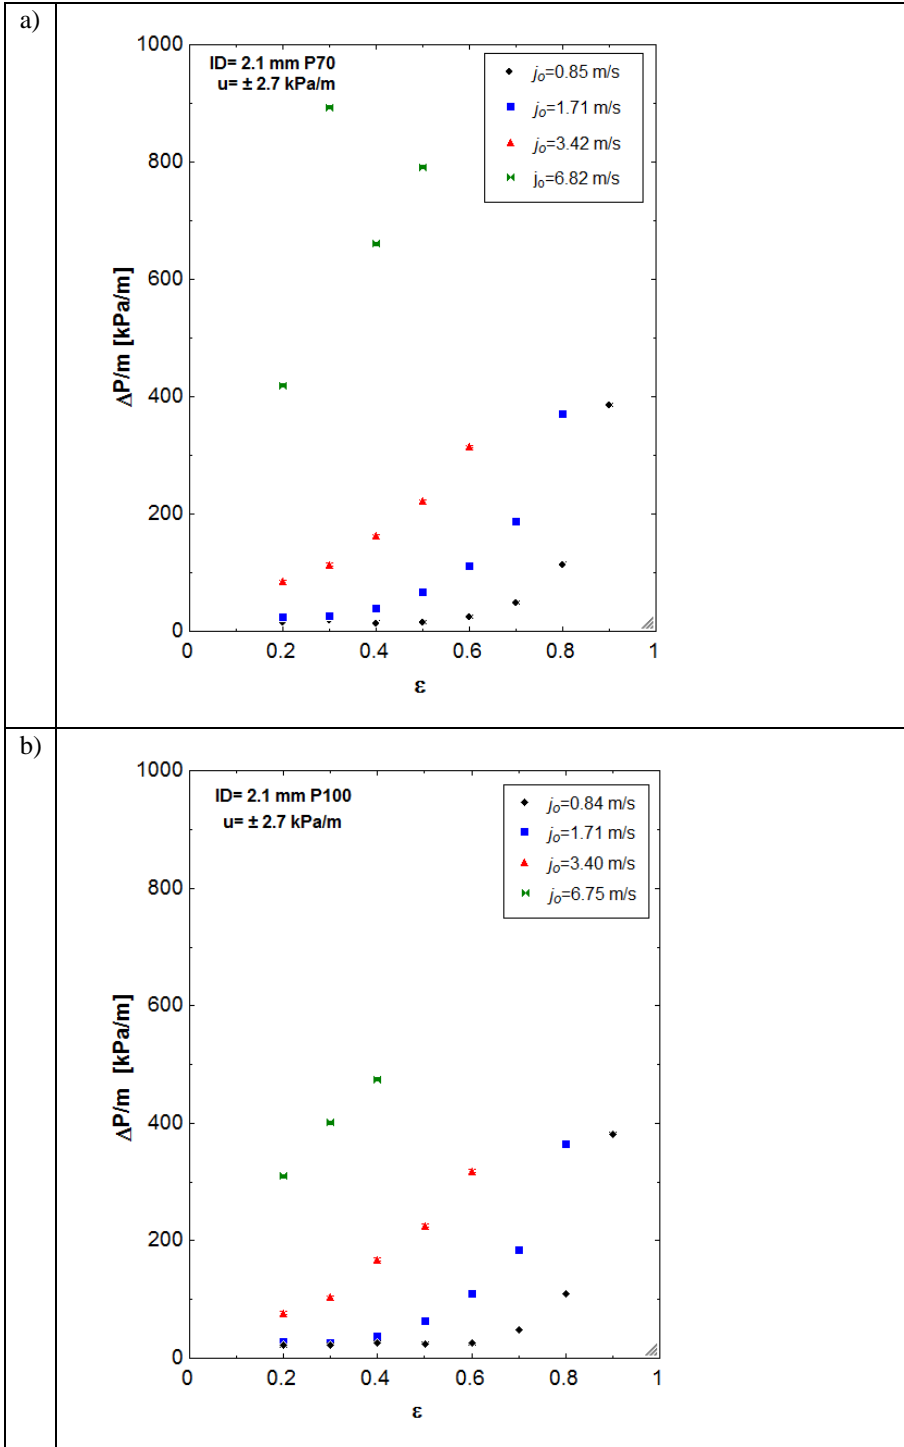 a)
ID= 2.1 mm P70
u= ± 2.7 kPa/m
jo=0.85 m/s
jo=1.71 m/s
jo=3.42 m/s
jo=6.82 m/s
1000
800
600
400
200
0
ΔP/m [kPa/m]
0 0.2 0.4 0.6 0.8 1
ε
b)
ID= 2.1 mm P100
u= ± 2.7 kPa/m
jo=0.84 m/s
jo=1.71 m/s
jo=3.40 m/s
jo=6.75 m/s
1000
800
600
400
200
0
ΔP/m [kPa/m]
0 0.2 0.4 0.6 0.8 1
ε